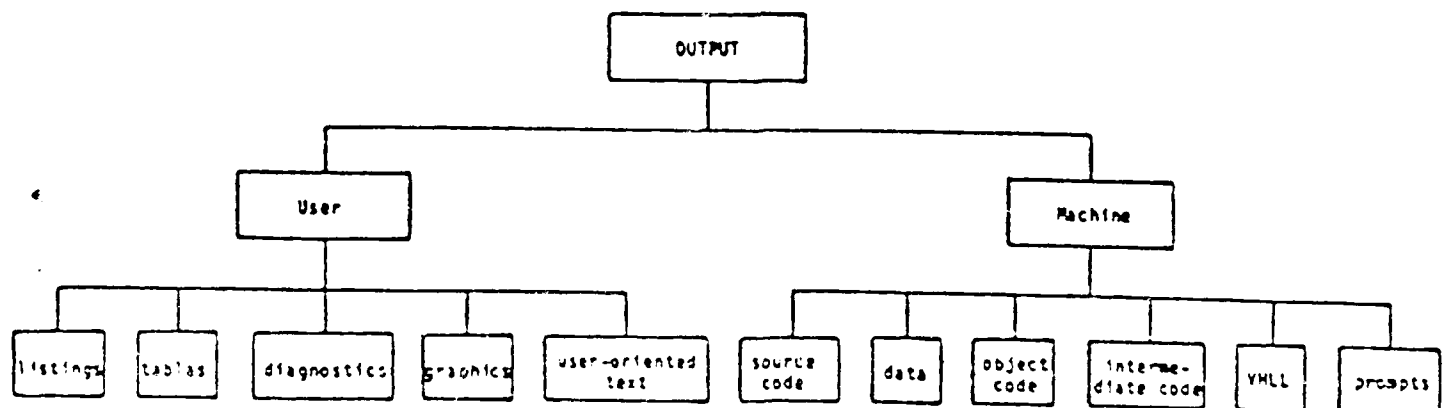 OUTPUT
User
Machine
listings
tables
diagnostics
graphics
user-oriented
text
source
code
data
object
code
interme-
diate code
VHLL
prompts